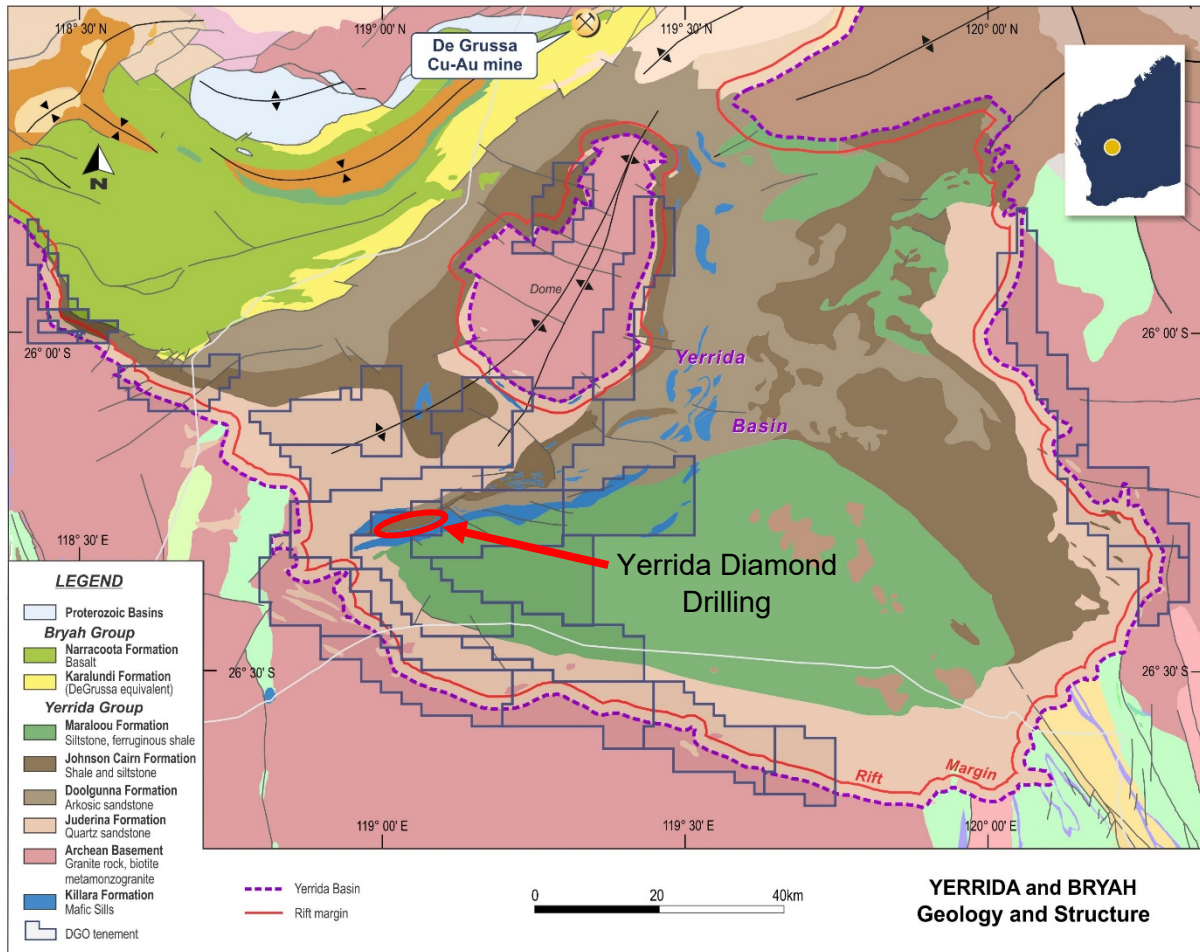 118° 30' N
119° 00' N
119° 30' N
120° 00' N
De Grussa
Cu-Au mine
N
Dome
26° 00' S
26° 00' S
Yerrida
Basin
118° 30' E
Yerrida Diamond
Drilling
26° 30' S
26° 30' S
Rift Margin
119° 00' E
119° 30' E
120° 00' E
LEGEND
Proterozoic Basins
Bryah Group
Narracoota Formation
Basalt
Karalundi Formation
(DeGrussa equivalent)
Yerrida Group
Maraloou Formation
Siltstone, ferruginous shale
Johnson Cairn Formation
Shale and siltstone
Doolgunna Formation
Arkosic sandstone
Juderina Formation
Quartz sandstone
Archean Basement
Granite rock, biotite
metamonzogranite
Killara Formation
Mafic Sills
DGO tenement
Yerrida Basin
Rift margin
0 20 40km
YERRIDA and BRYAH
Geology and Structure